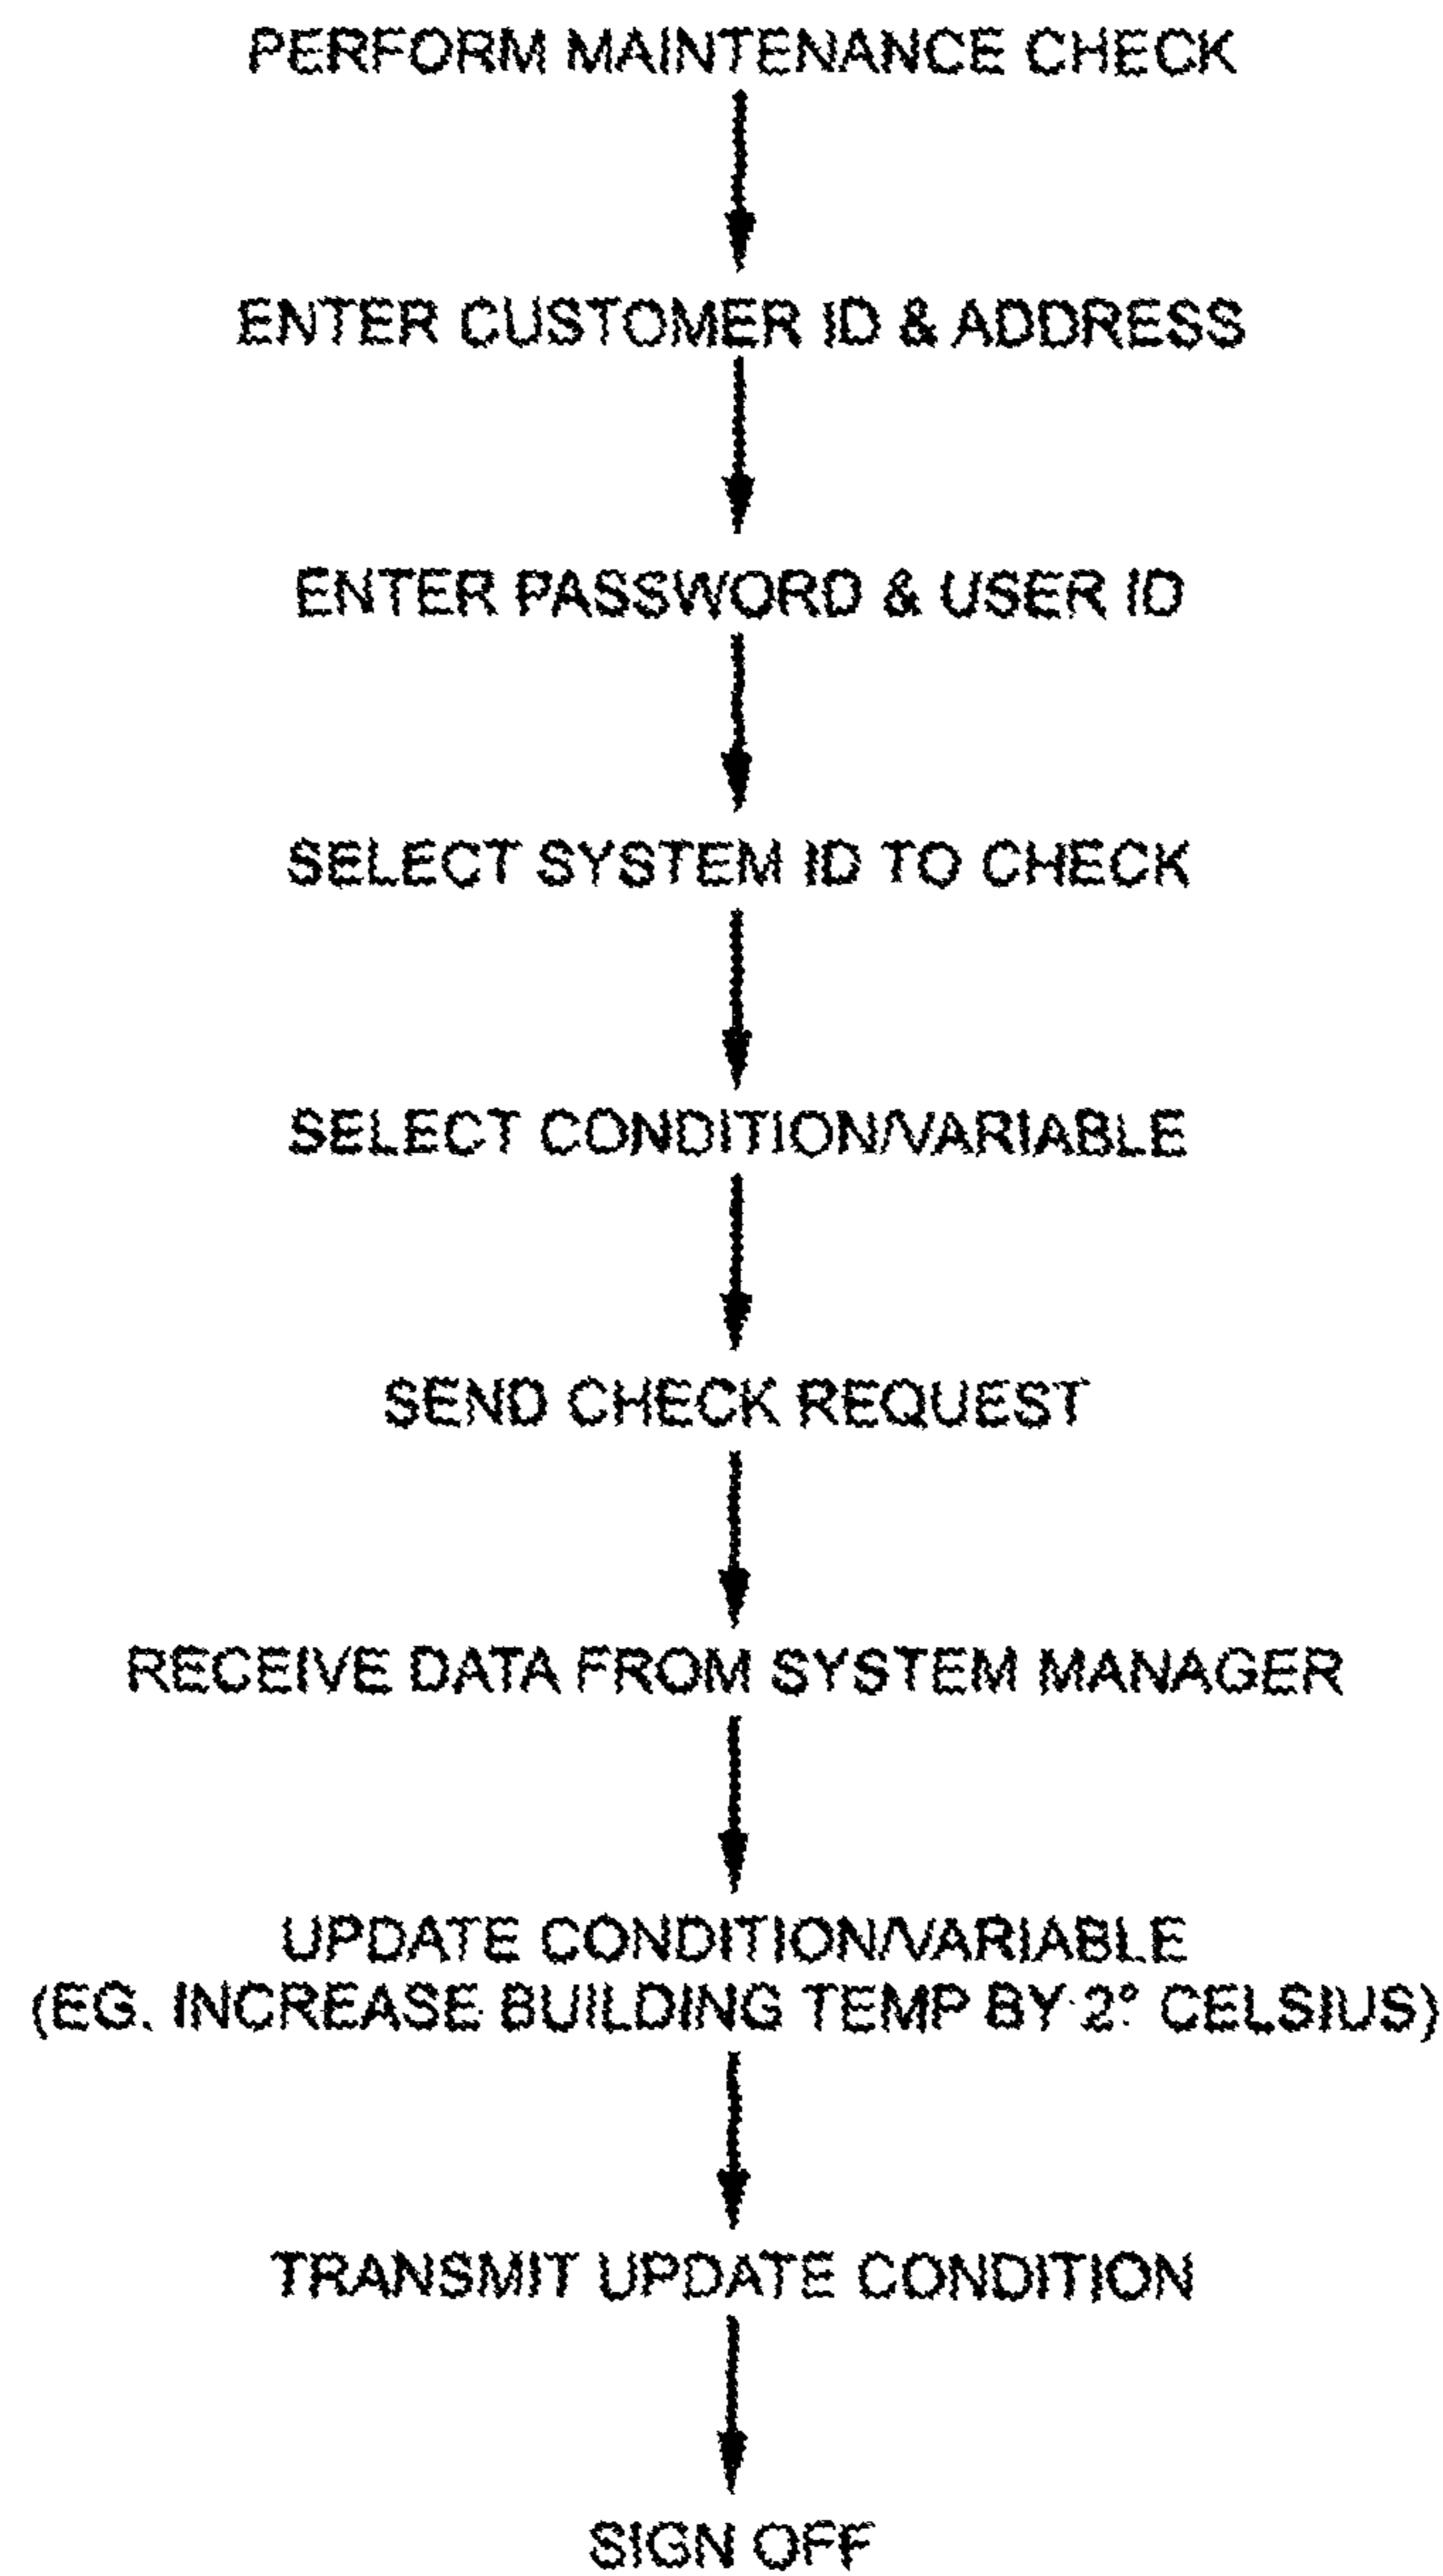 PERFORM MAINTENANCE CHECK
ENTER CUSTOMER ID & ADDRESS
ENTER PASSWORD & USER ID
SELECT SYSTEM ID TO CHECK
SELECT CONDITION/VARIABLE
SEND CHECK REQUEST
RECEIVE DATA FROM SYSTEM MANAGER
UPDATE CONDITION/VARIABLE
(EG. INCREASE BUILDING TEMP BY 2° CELSIUS)
TRANSMIT UPDATE CONDITION
SIGN OFF